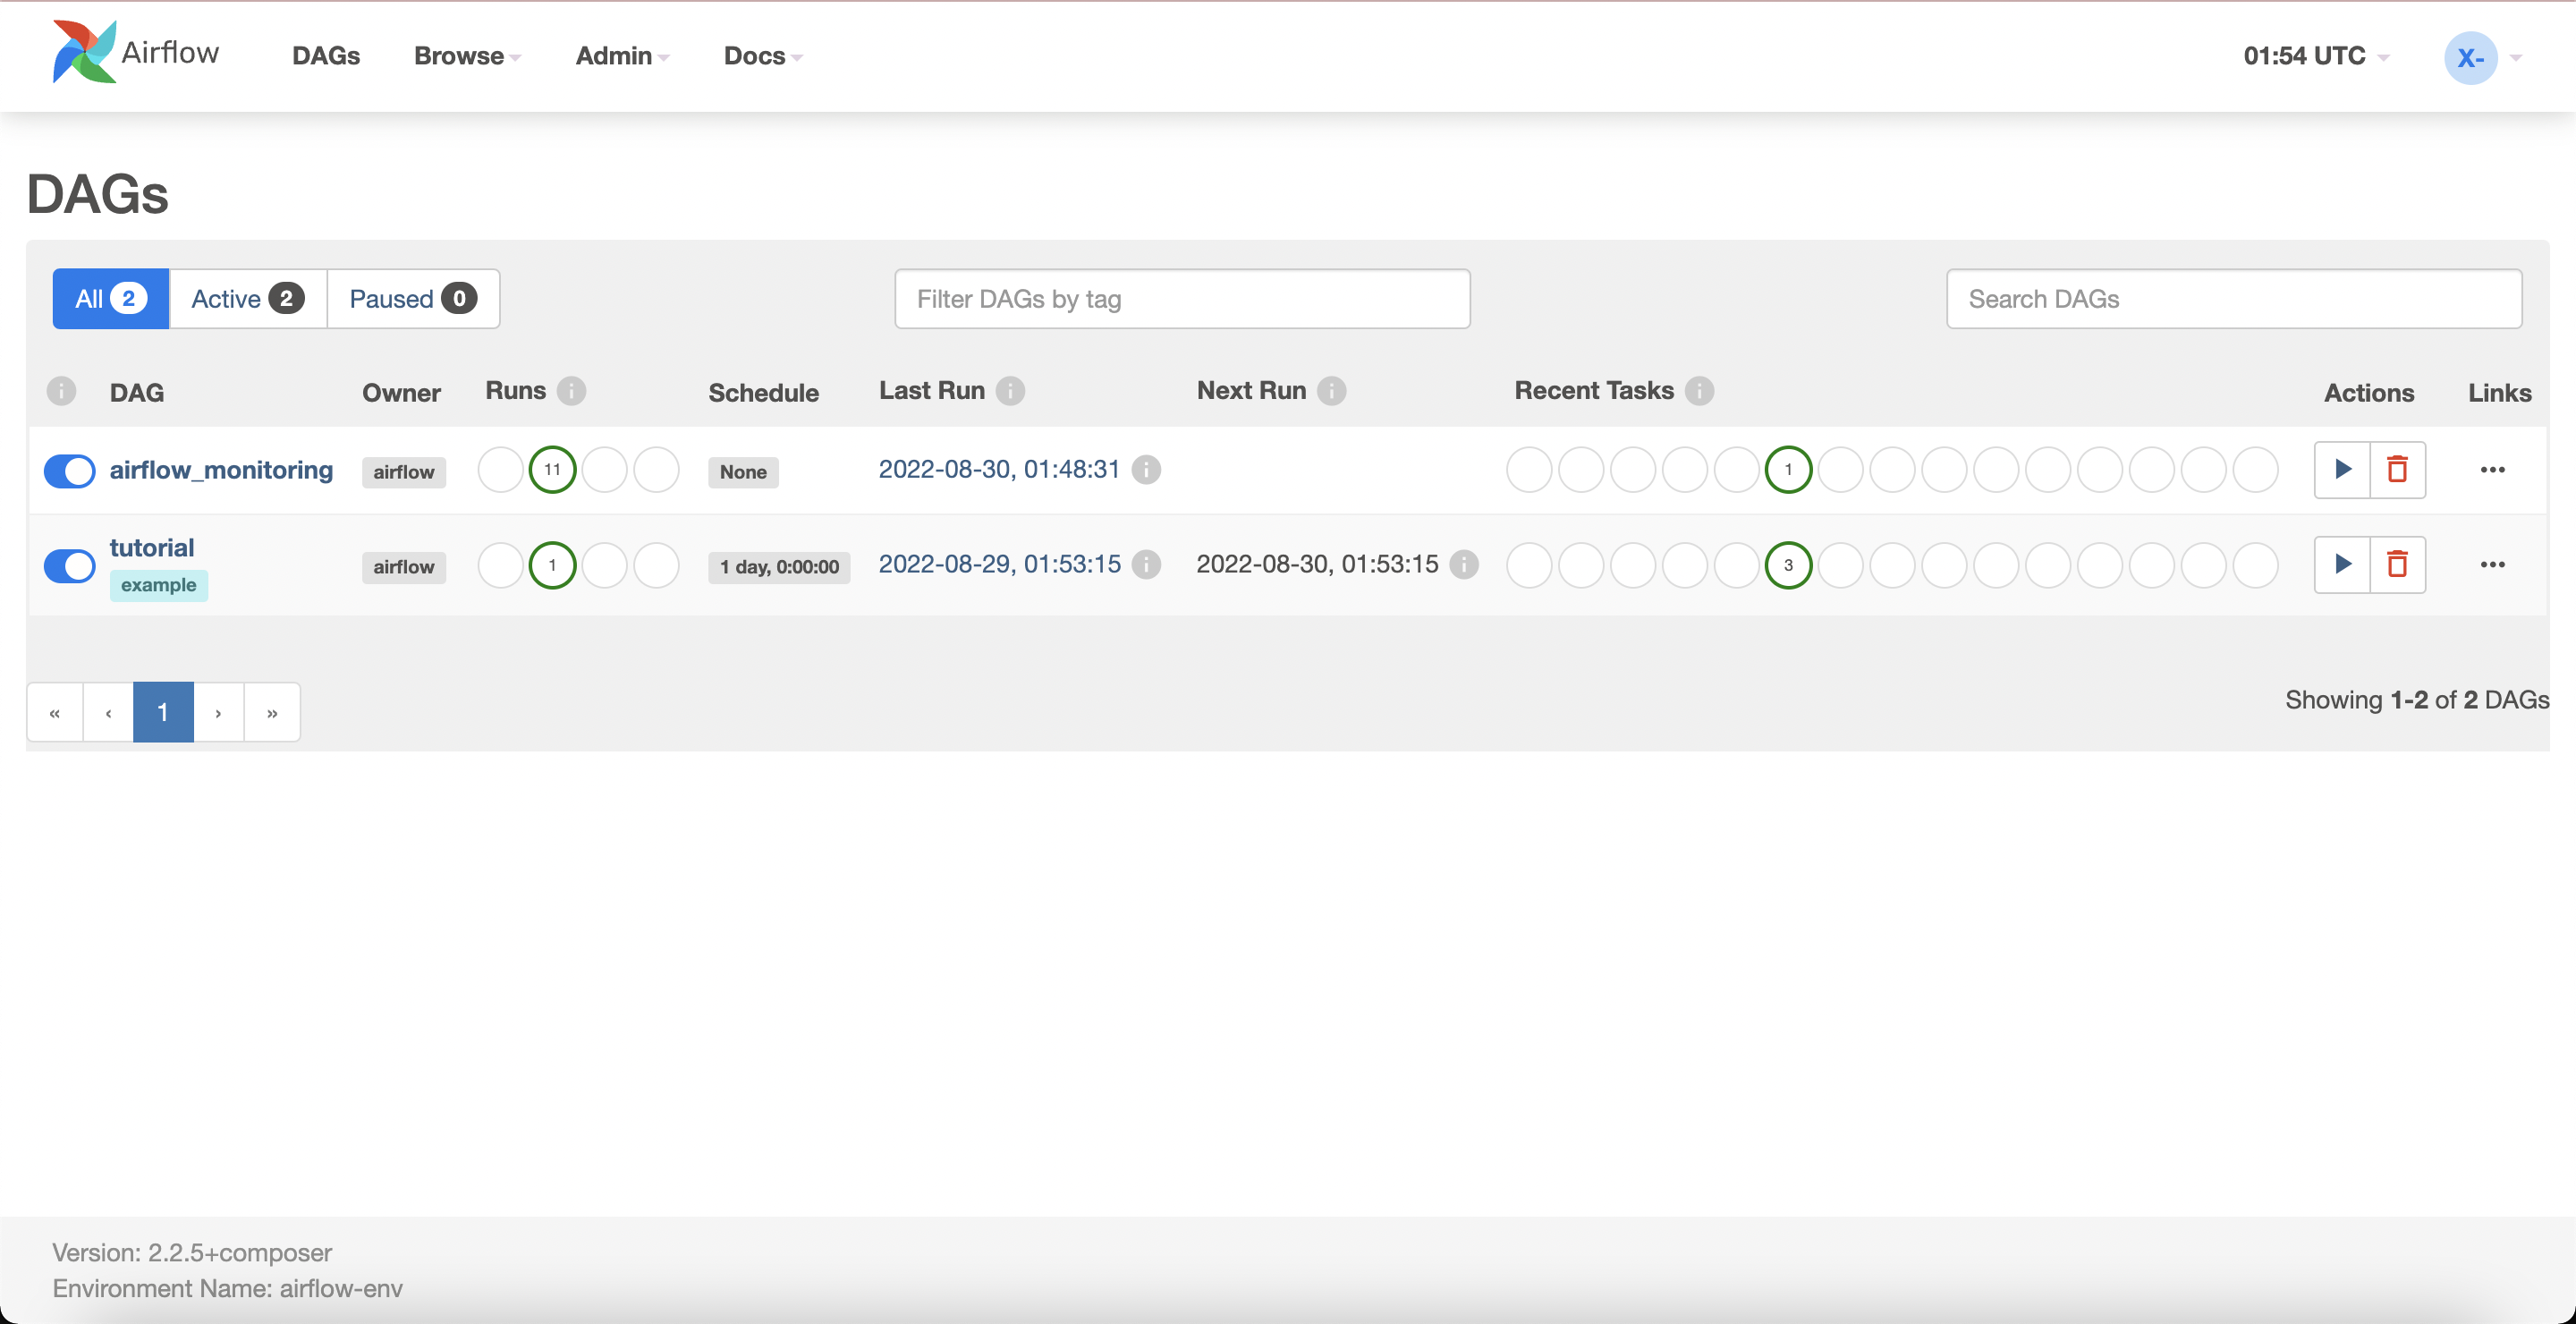 Airflow DAGs Browse Admin Docs 01:54 UTC X-
DAGs
All 2 Active 2 Paused 0 Filter DAGs by tag Search DAGs
i DAG Owner Runs i Schedule Last Run i Next Run i Recent Tasks i Actions Links
airflow_monitoring airflow 11 None 2022-08-30, 01:48:31 i 1 ...
tutorial airflow 1 1 day, 0:00:00 2022-08-29, 01:53:15 i 2022-08-30, 01:53:15 i 3 ...
example
« ‹ 1 › » Showing 1-2 of 2 DAGs
Version: 2.2.5+composer
Environment Name: airflow-env